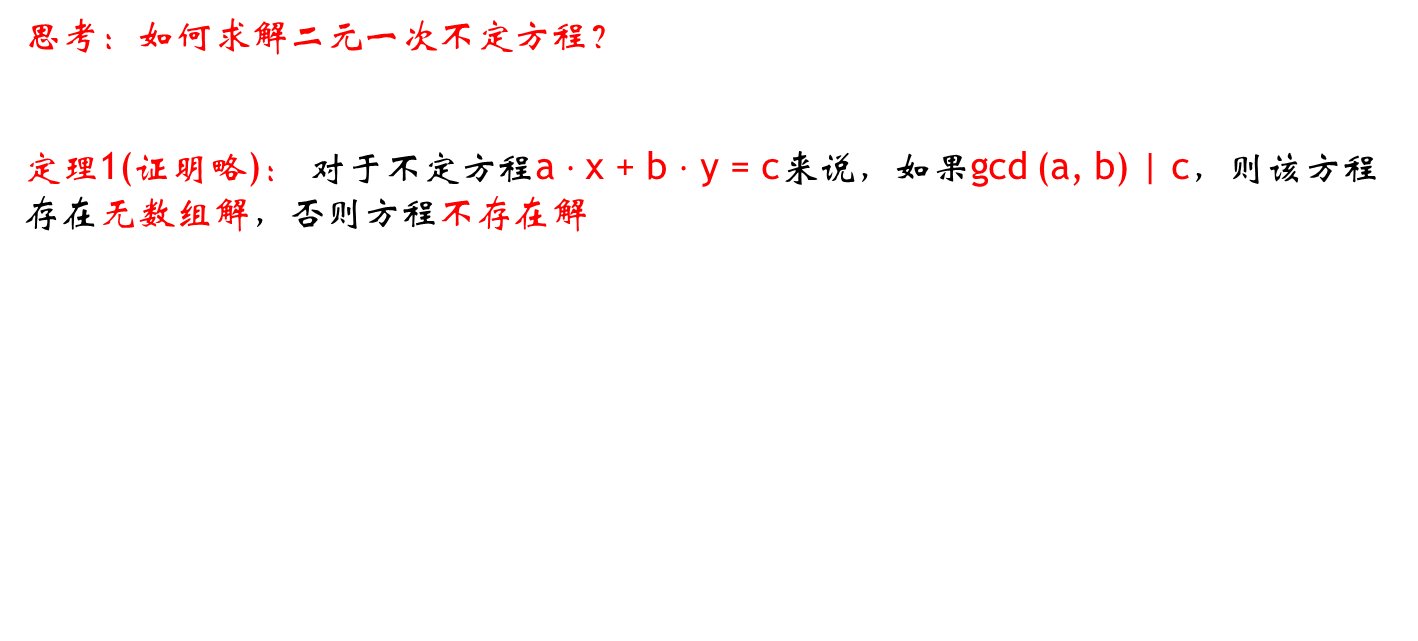 思考：如何求解二元一次不定方程？
定理1(证明略)： 对于不定方程a · x + b · y = c来说，如果gcd (a, b) | c，则该方程
存在无数组解，否则方程不存在解